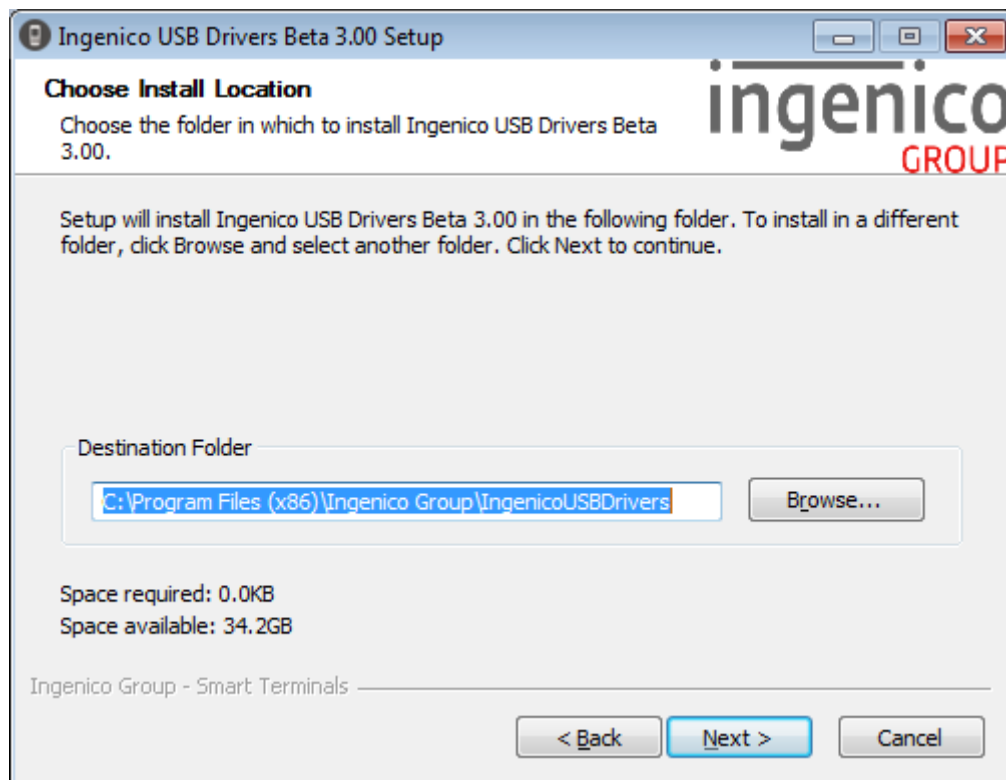 Ingenico USB Drivers Beta 3.00 Setup
Choose Install Location
Choose the folder in which to install Ingenico USB Drivers Beta
3.00.
ingenico
GROUP
Setup will install Ingenico USB Drivers Beta 3.00 in the following folder. To install in a different
folder, click Browse and select another folder. Click Next to continue.
Destination Folder
C:\Program Files (x86)\Ingenico Group\IngenicoUSBDrivers
Browse...
Space required: 0.0KB
Space available: 34.2GB
Ingenico Group - Smart Terminals
< Back
Next >
Cancel